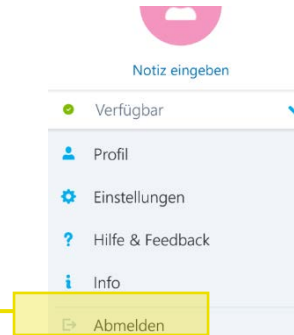 Notiz eingeben
Verfügbar
Profil
Einstellungen
Hilfe & Feedback
Info
Abmelden